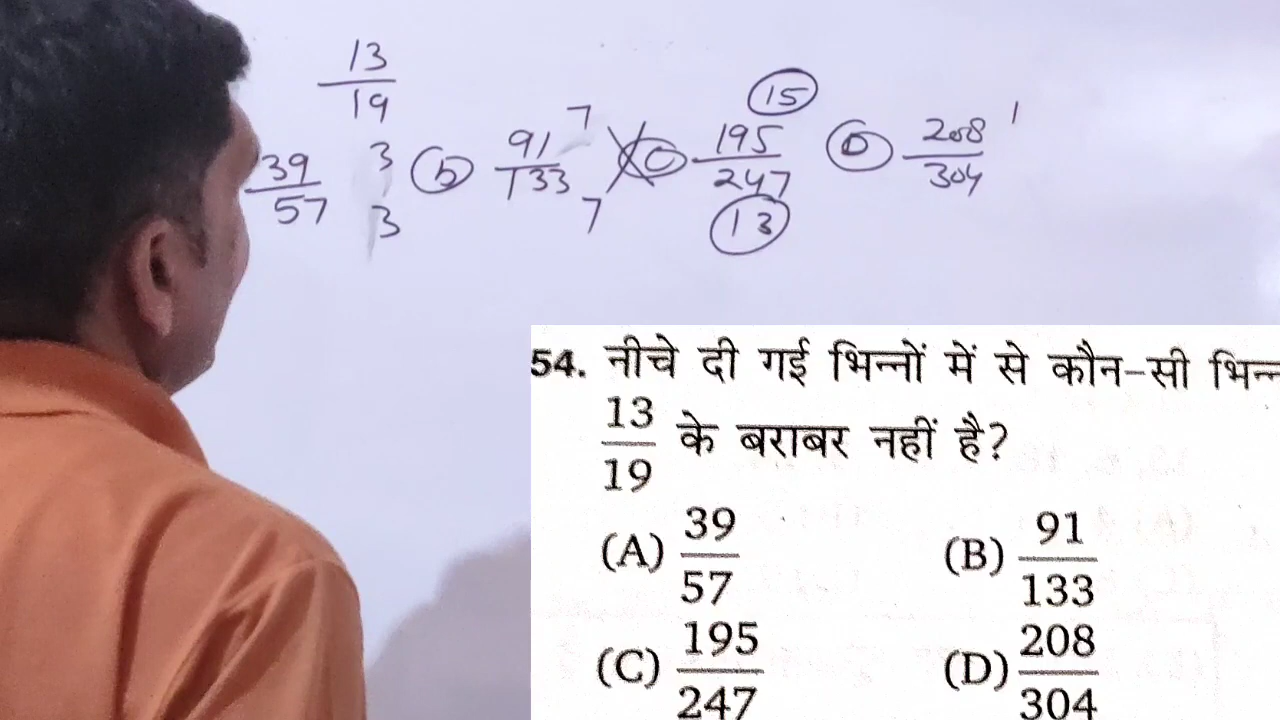 13
19
39
57
3
3
b
91
133
7
7
C
15
195
247
13
D
208
304
1
54. नीचे दी गई भिन्नों में से कौन-सी भिन्न
13
19
के बराबर नहीं है?
(A) 39/57 (B) 91/133
(C) 195/247 (D) 208/304